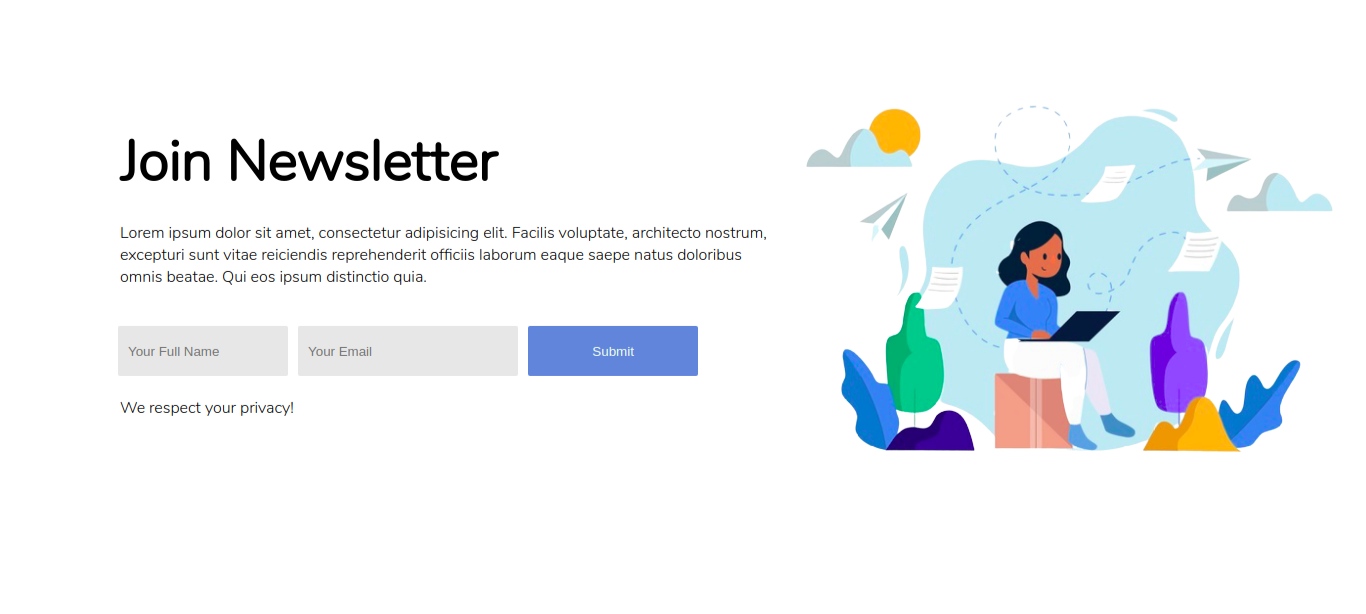 Join Newsletter
Lorem ipsum dolor sit amet, consectetur adipisicing elit. Facilis voluptate, architecto nostrum,
excepturi sunt vitae reiciendis reprehenderit officiis laborum eaque saepe natus doloribus
omnis beatae. Qui eos ipsum distinctio quia.
Your Full Name
Your Email
Submit
We respect your privacy!